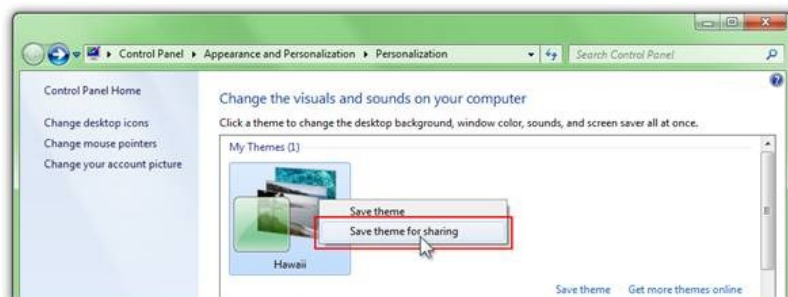 Control Panel ▸ Appearance and Personalization ▸ Personalization
Search Control Panel
Control Panel Home
Change desktop icons
Change mouse pointers
Change your account picture
Change the visuals and sounds on your computer
Click a theme to change the desktop background, window color, sounds, and screen saver all at once.
My Themes (1)
Save theme
Save theme for sharing
Hawaii
Save theme Get more themes online